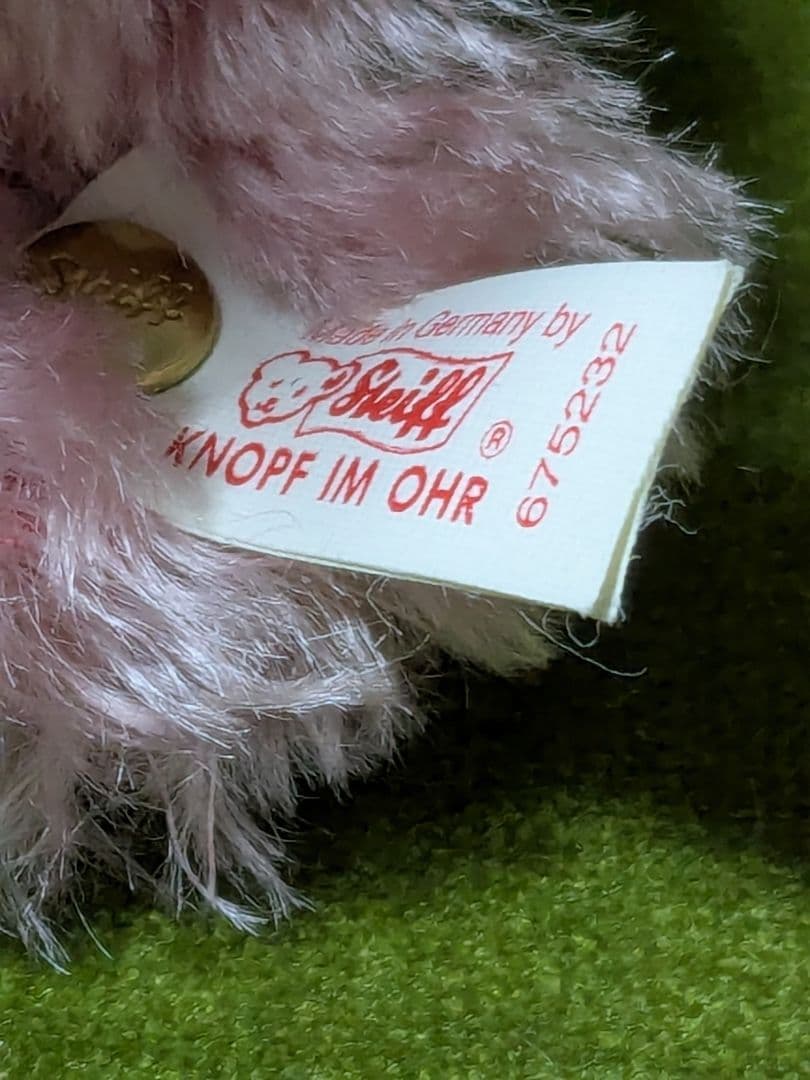 Made in Germany by
Steiff ®
KNOPF IM OHR
675232